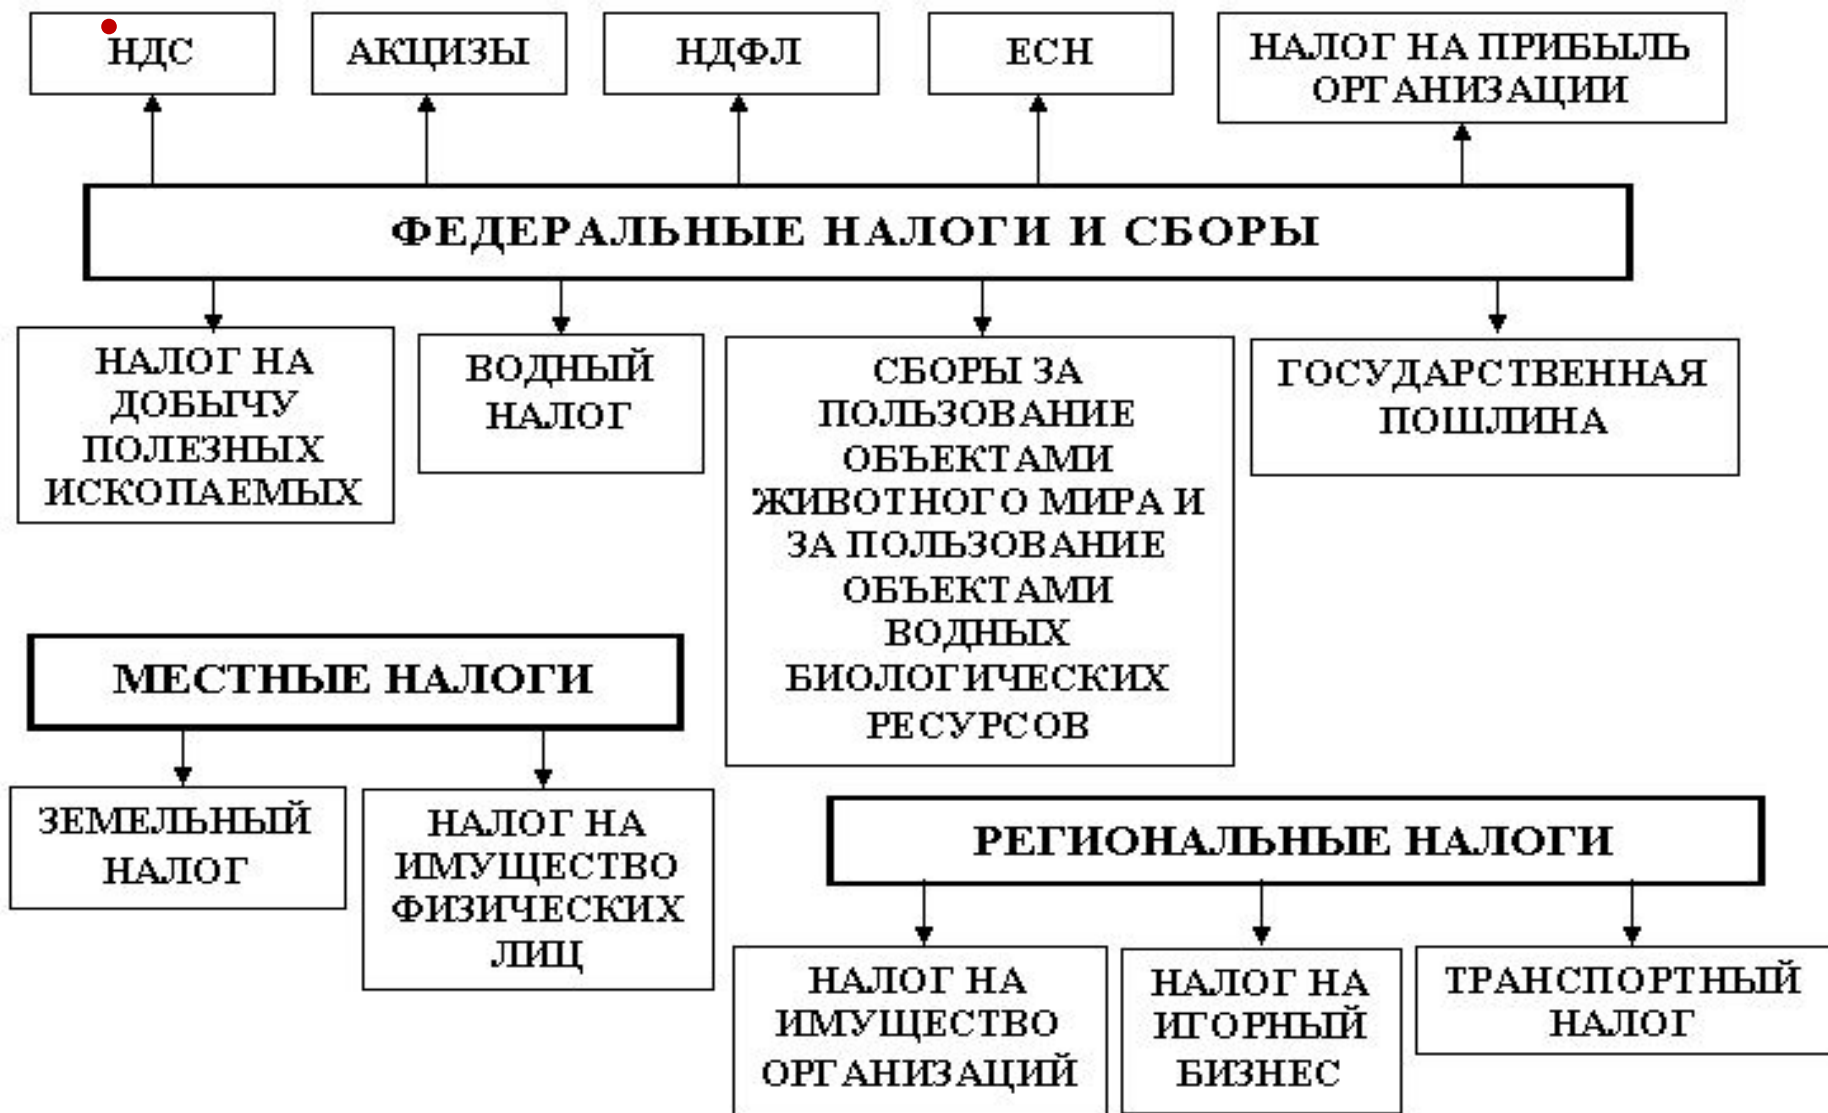 НДС
АКЦИЗЫ
НДФЛ
ЕСН
НАЛОГ НА ПРИБЫЛЬ
ОРГАНИЗАЦИИ
ФЕДЕРАЛЬНЫЕ НАЛОГИ И СБОРЫ
НАЛОГ НА
ДОБЫЧУ
ПОЛЕЗНЫХ
ИСКОПАЕМЫХ
ВОДНЫЙ
НАЛОГ
СБОРЫ ЗА
ПОЛЬЗОВАНИЕ
ОБЪЕКТАМИ
ЖИВОТНОГО МИРА И
ЗА ПОЛЬЗОВАНИЕ
ОБЪЕКТАМИ
ВОДНЫХ
БИОЛОГИЧЕСКИХ
РЕСУРСОВ
ГОСУДАРСТВЕННАЯ
ПОШЛИНА
МЕСТНЫЕ НАЛОГИ
ЗЕМЕЛЬНЫЙ
НАЛОГ
НАЛОГ НА
ИМУЩЕСТВО
ФИЗИЧЕСКИХ
ЛИЦ
РЕГИОНАЛЬНЫЕ НАЛОГИ
НАЛОГ НА
ИМУЩЕСТВО
ОРГАНИЗАЦИЙ
НАЛОГ НА
ИГОРНЫЙ
БИЗНЕС
ТРАНСПОРТНЫЙ
НАЛОГ